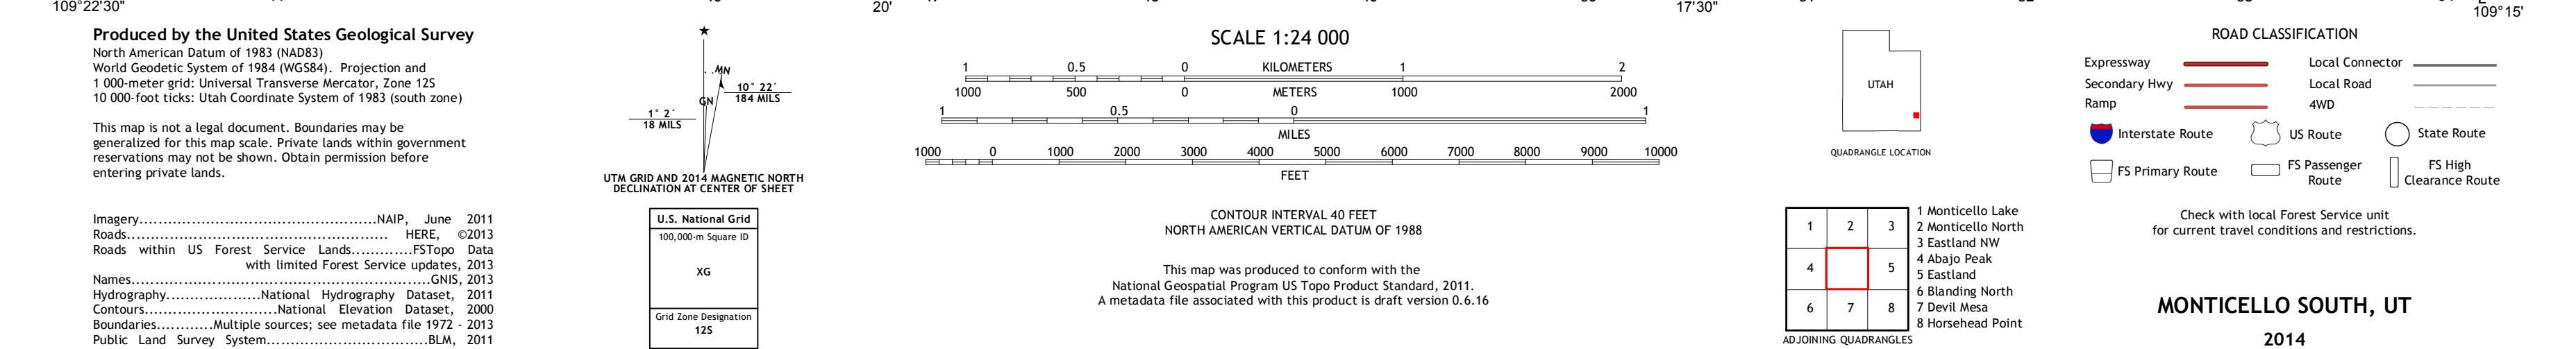 109°22'30"
20'
17'30"
109°15'
Produced by the United States Geological Survey
North American Datum of 1983 (NAD83)
World Geodetic System of 1984 (WGS84). Projection and
1 000-meter grid: Universal Transverse Mercator, Zone 12S
10 000-foot ticks: Utah Coordinate System of 1983 (south zone)
This map is not a legal document. Boundaries may be
generalized for this map scale. Private lands within government
reservations may not be shown. Obtain permission before
entering private lands.
Imagery................................................NAIP, June 2011
Roads..................................................... HERE, ©2013
Roads within US Forest Service Lands............FSTopo Data
with limited Forest Service updates, 2013
Names............................................................GNIS, 2013
Hydrography....................National Hydrography Dataset, 2011
Contours...........................National Elevation Dataset, 2000
Boundaries...........Multiple sources; see metadata file 1972 - 2013
Public Land Survey System.................................BLM, 2011
MN
GN
10° 22´
184 MILS
1° 2´
18 MILS
UTM GRID AND 2014 MAGNETIC NORTH
DECLINATION AT CENTER OF SHEET
U.S. National Grid
100,000-m Square ID
XG
Grid Zone Designation
12S
SCALE 1:24 000
1 0.5 0 KILOMETERS 1 2
1000 500 0 METERS 1000 2000
1 0.5 0 1
MILES
1000 0 1000 2000 3000 4000 5000 6000 7000 8000 9000 10000
FEET
CONTOUR INTERVAL 40 FEET
NORTH AMERICAN VERTICAL DATUM OF 1988
This map was produced to conform with the
National Geospatial Program US Topo Product Standard, 2011.
A metadata file associated with this product is draft version 0.6.16
UTAH
QUADRANGLE LOCATION
1 2 3
4 5
6 7 8
ADJOINING QUADRANGLES
1 Monticello Lake
2 Monticello North
3 Eastland NW
4 Abajo Peak
5 Eastland
6 Blanding North
7 Devil Mesa
8 Horsehead Point
ROAD CLASSIFICATION
Expressway Local Connector
Secondary Hwy Local Road
Ramp 4WD
Interstate Route US Route State Route
FS Primary Route
FS Passenger
Route
FS High
Clearance Route
Check with local Forest Service unit
for current travel conditions and restrictions.
MONTICELLO SOUTH, UT
2014